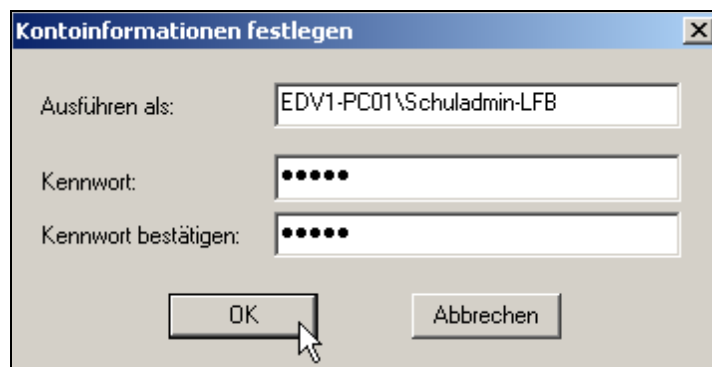 Kontoinformationen festlegen
Ausführen als: EDV1-PC01\Schuladmin-LFB
Kennwort: •••••
Kennwort bestätigen: •••••
OK Abbrechen